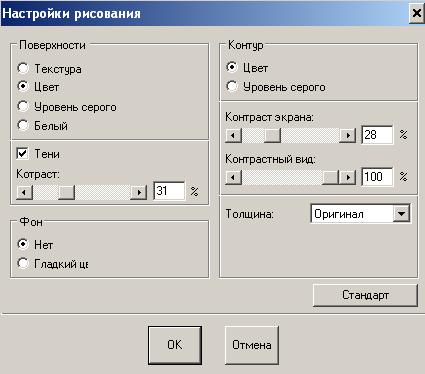 Настройки рисования
Поверхности
Текстура
Цвет
Уровень серого
Белый
Тени
Котраст:
31 %
Фон
Нет
Гладкий цв
Контур
Цвет
Уровень серого
Контраст экрана:
28 %
Контрастный вид:
100 %
Толщина: Оригинал
Стандарт
OK Отмена